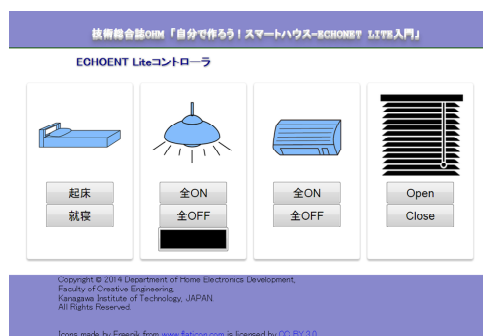 技術総合誌OHM「自分で作ろう！スマートハウス-ECHONET LITE入門」
ECHOENT Liteコントローラ
起床
就寝
全ON
全OFF
全ON
全OFF
Open
Close
Copyright © 2014 Department of Home Electronics Development,
Faculty of Creative Engineering,
Kanagawa Institute of Technology, JAPAN.
All Rights Reserved.
Icons made by Freepik from www.flaticon.com is licensed by CC BY 3.0